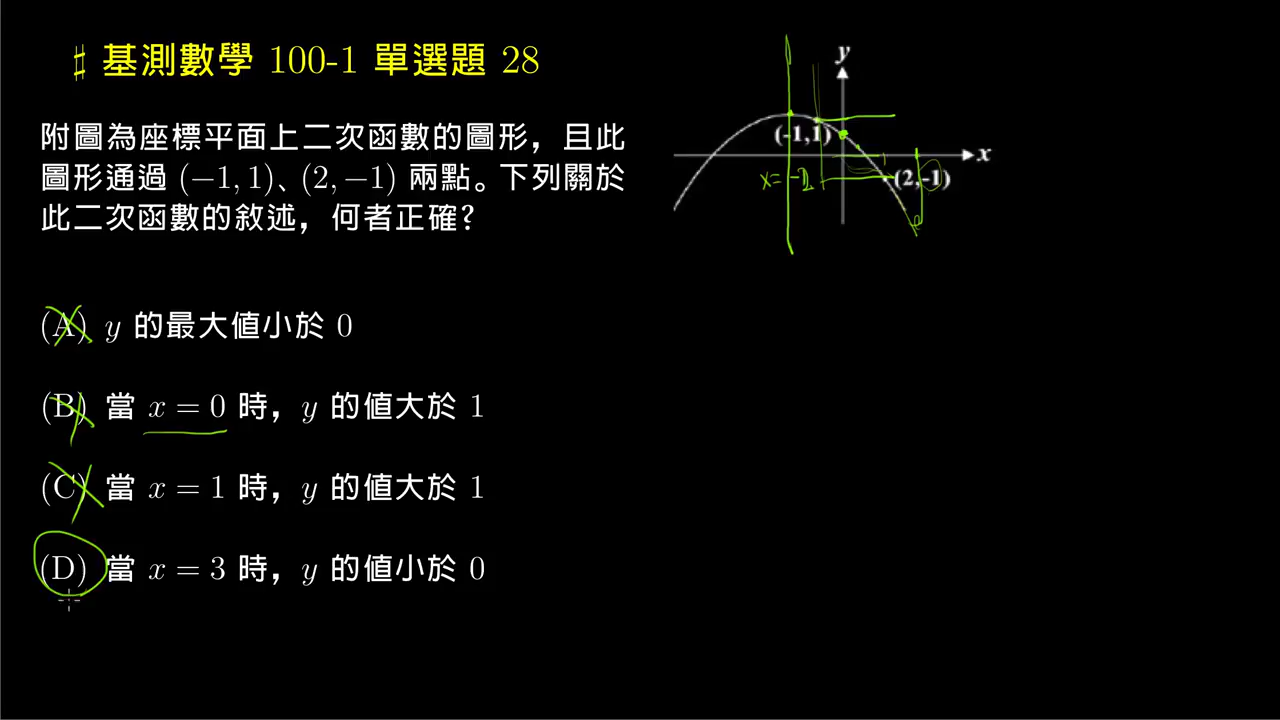 ♯ 基測數學 100-1 單選題 28
附圖為座標平面上二次函數的圖形，且此
圖形通過 (−1, 1)、(2, −1) 兩點。下列關於
此二次函數的敘述，何者正確？
(A) y 的最大值小於 0
(B) 當 x = 0 時，y 的值大於 1
(C) 當 x = 1 時，y 的值大於 1
(D) 當 x = 3 時，y 的值小於 0
y
(-1,1)
x
(2,-1)
x=